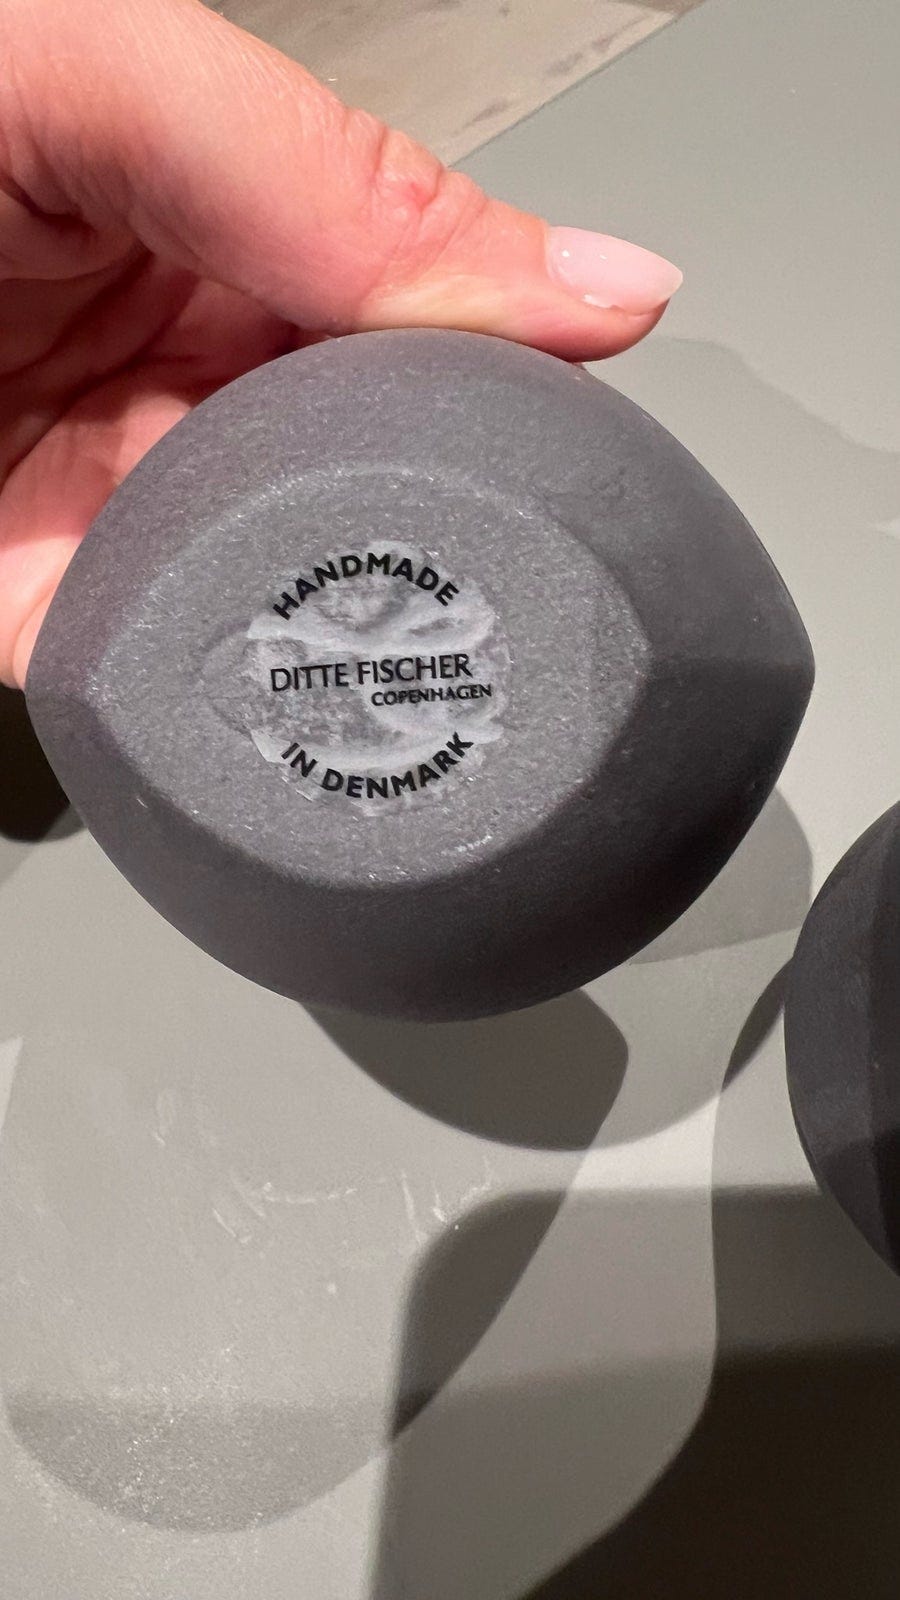 HANDMADE
DITTE FISCHER
COPENHAGEN
IN DENMARK